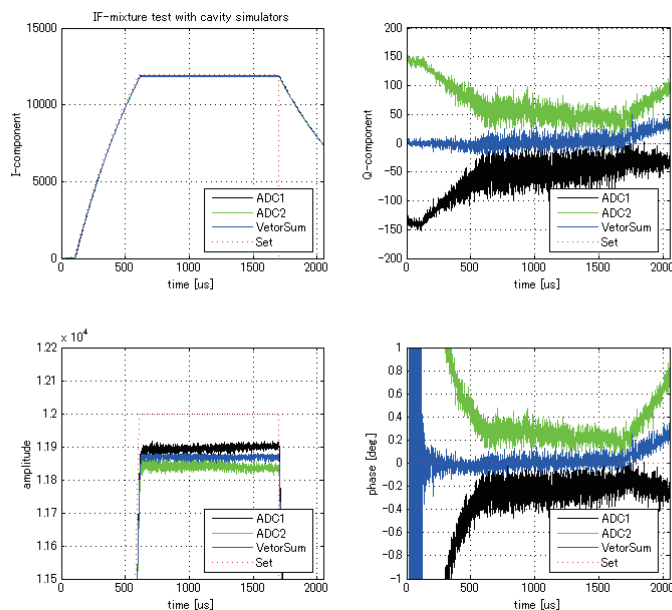 IF-mixture test with cavity simulators
15000
10000
5000
0
I-component
ADC1
ADC2
VetorSum
Set
0 500 1000 1500 2000
time [us]
200
150
100
50
0
−50
−100
−150
−200
Q-component
ADC1
ADC2
VetorSum
Set
0 500 1000 1500 2000
time [us]
x 10⁴
1.22
1.21
1.2
1.19
1.18
1.17
1.16
1.15
amplitude
ADC1
ADC2
VetorSum
Set
0 500 1000 1500 2000
time [us]
1
0.8
0.6
0.4
0.2
0
−0.2
−0.4
−0.6
−0.8
−1
phase [deg.]
ADC1
ADC2
VetorSum
Set
0 500 1000 1500 2000
time [us]